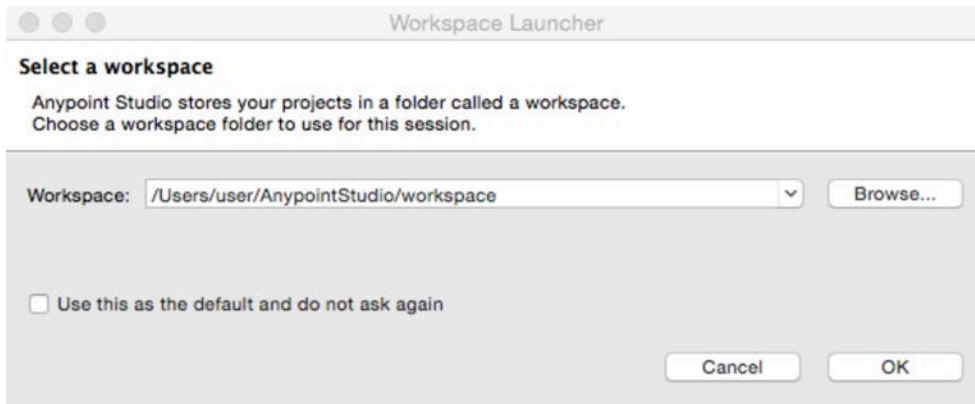 Workspace Launcher
Select a workspace
Anypoint Studio stores your projects in a folder called a workspace.
Choose a workspace folder to use for this session.
Workspace: /Users/user/AnypointStudio/workspace Browse...
Use this as the default and do not ask again
Cancel OK